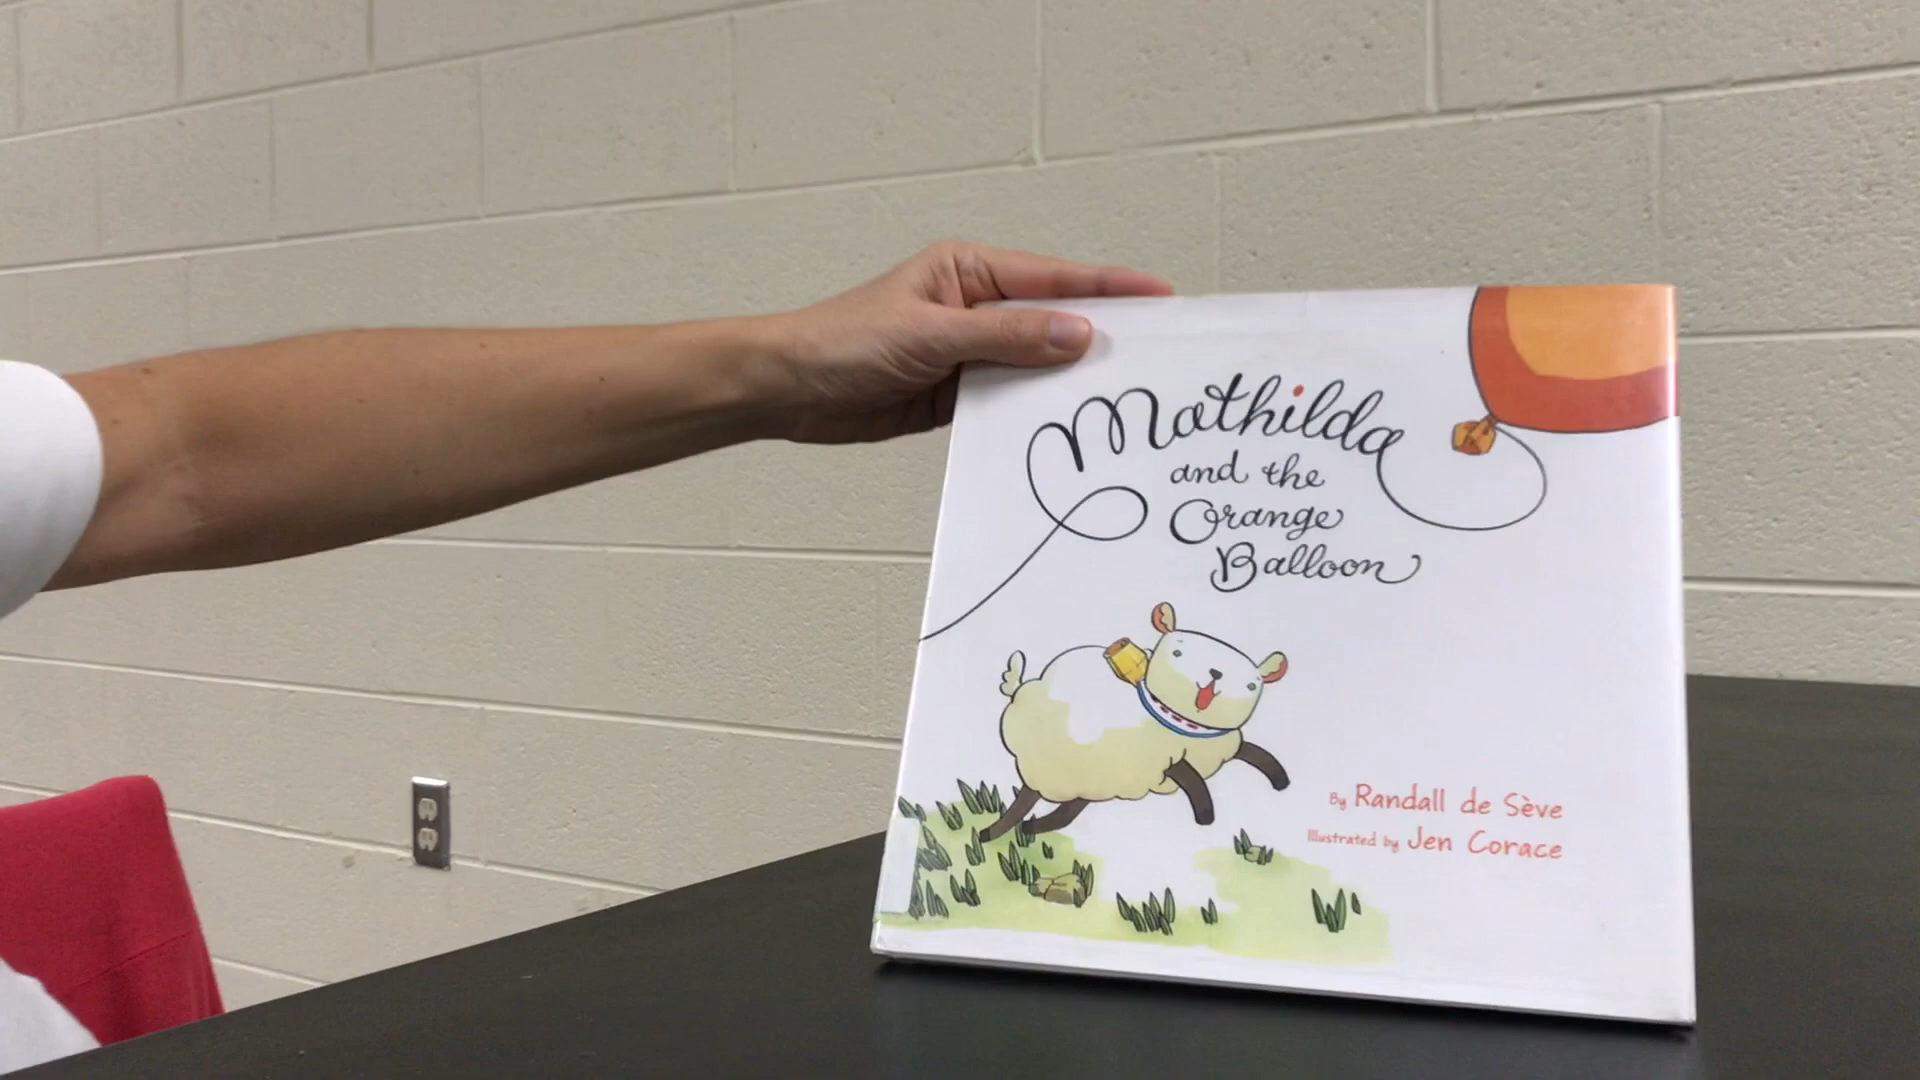 Mathilda
and the
Orange
Balloon
By Randall de Sève
Illustrated by Jen Corace